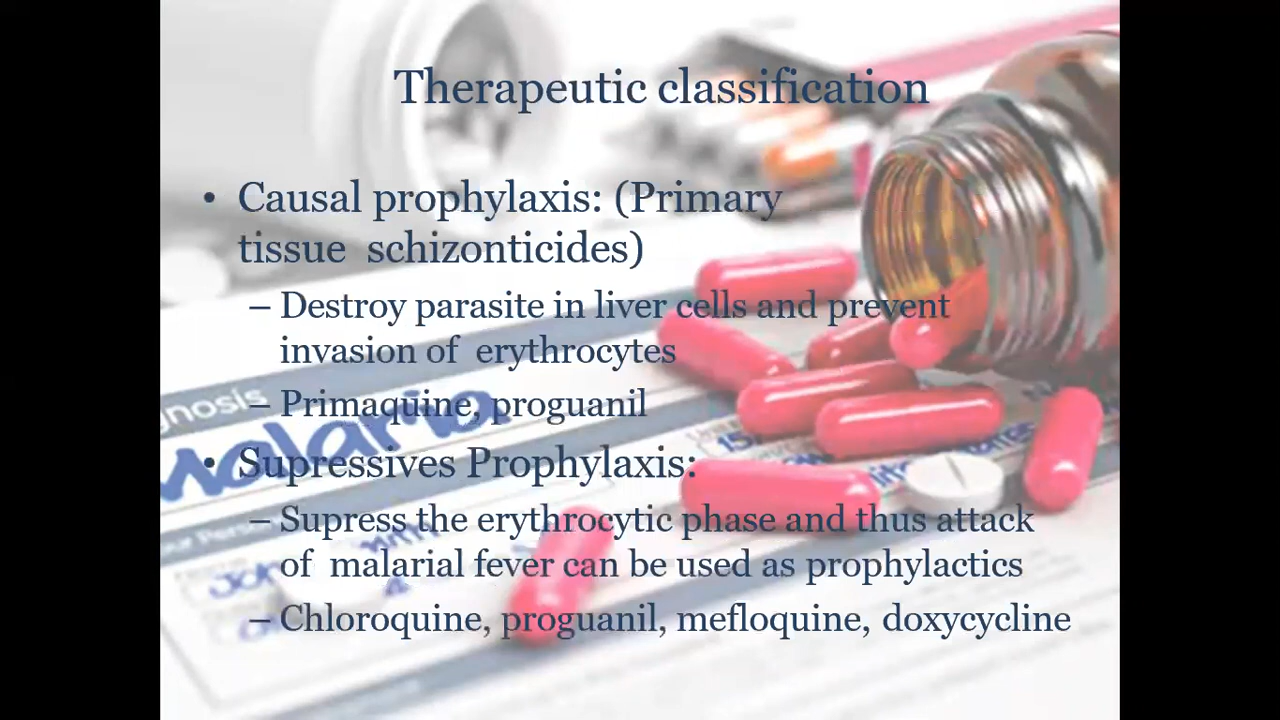 Therapeutic classification
• Causal prophylaxis: (Primary
tissue schizonticides)
– Destroy parasite in liver cells and prevent
invasion of erythrocytes
– Primaquine, proguanil
• Supressives Prophylaxis:
– Supress the erythrocytic phase and thus attack
of malarial fever can be used as prophylactics
– Chloroquine, proguanil, mefloquine, doxycycline
gnosis
Malaria